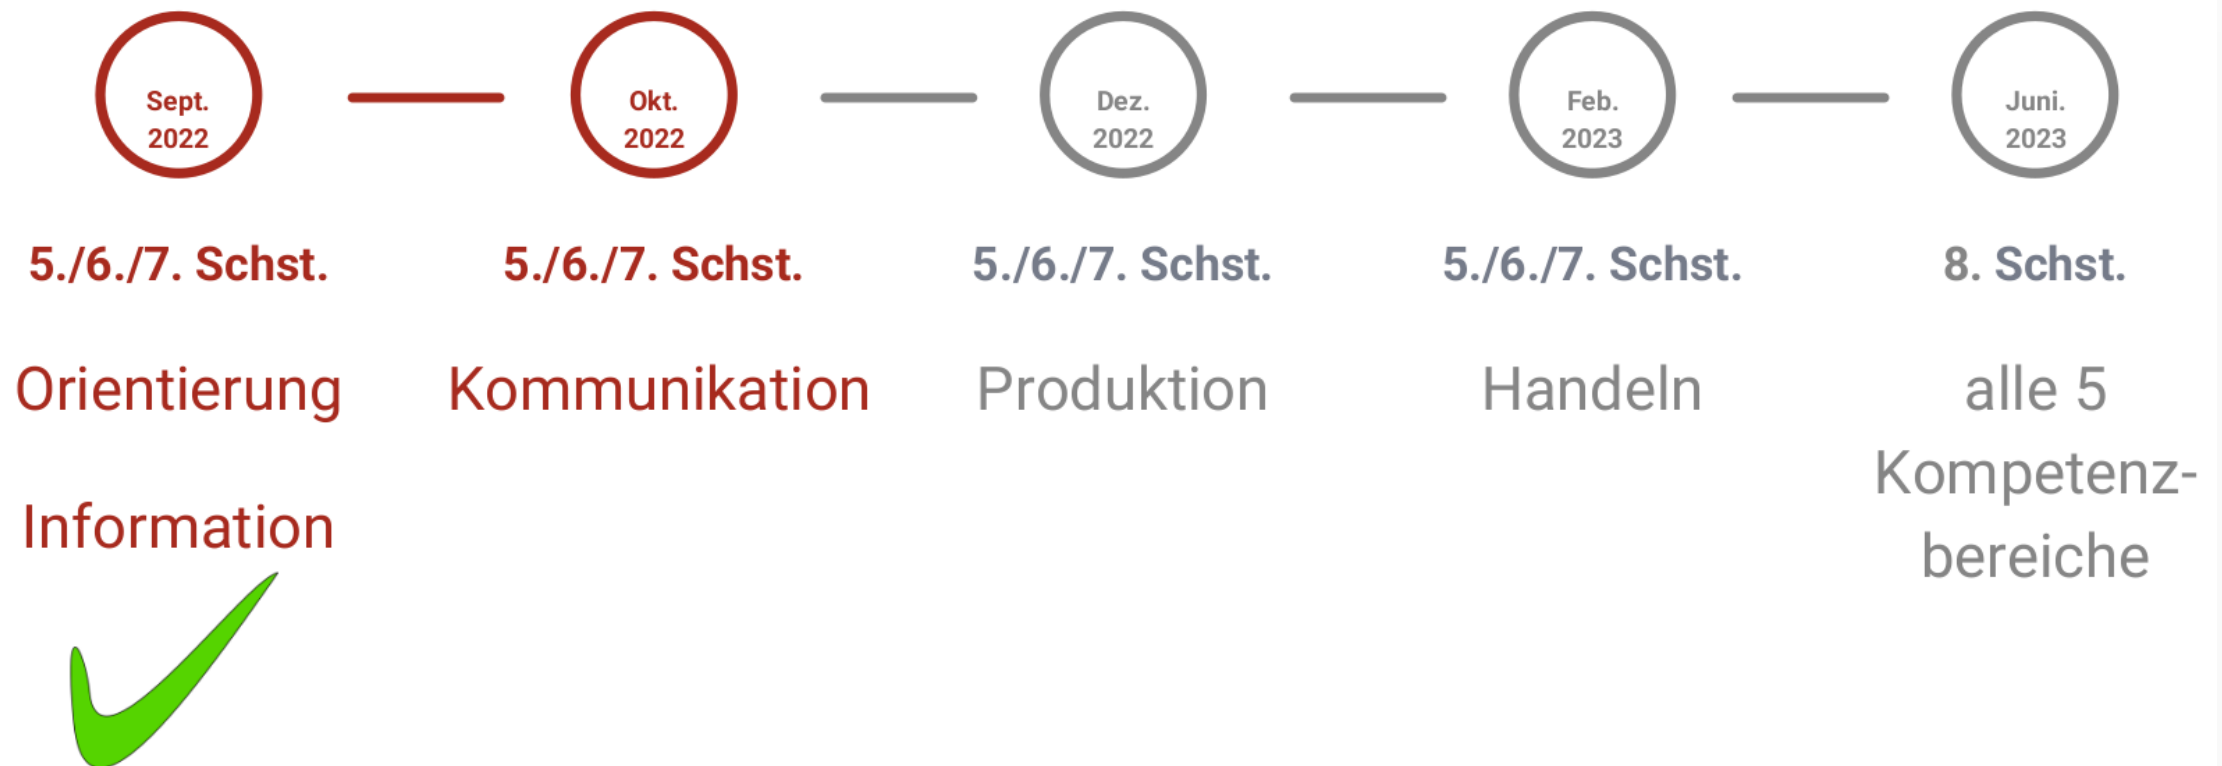 Sept.
2022
Okt.
2022
Dez.
2022
Feb.
2023
Juni.
2023
5./6./7. Schst.
5./6./7. Schst.
5./6./7. Schst.
5./6./7. Schst.
8. Schst.
Orientierung
Kommunikation
Produktion
Handeln
alle 5
Kompetenz-
bereiche
Information